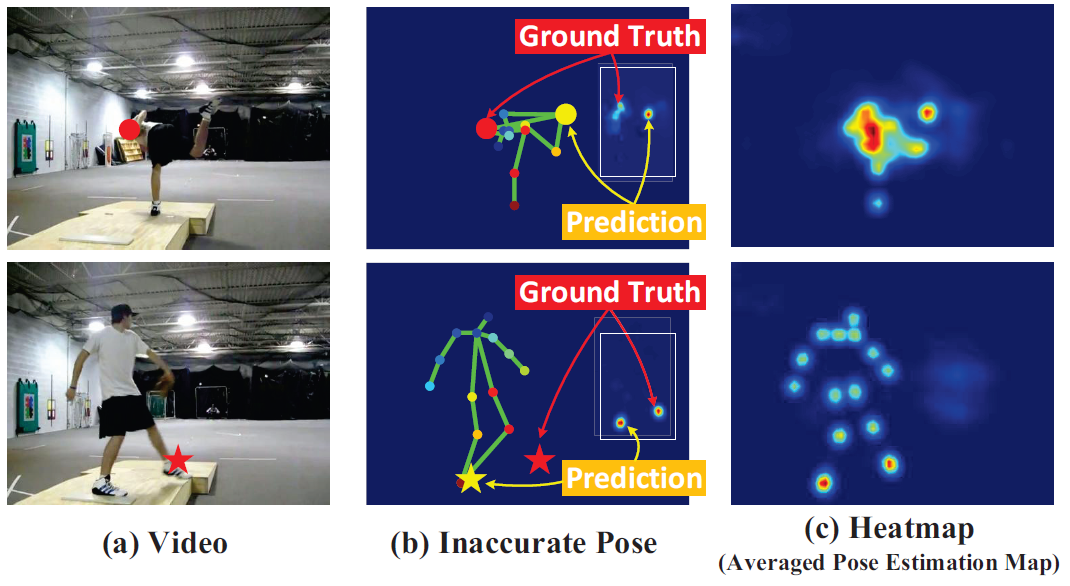 Ground Truth
Prediction
Ground Truth
Prediction
(a) Video
(b) Inaccurate Pose
(c) Heatmap
(Averaged Pose Estimation Map)